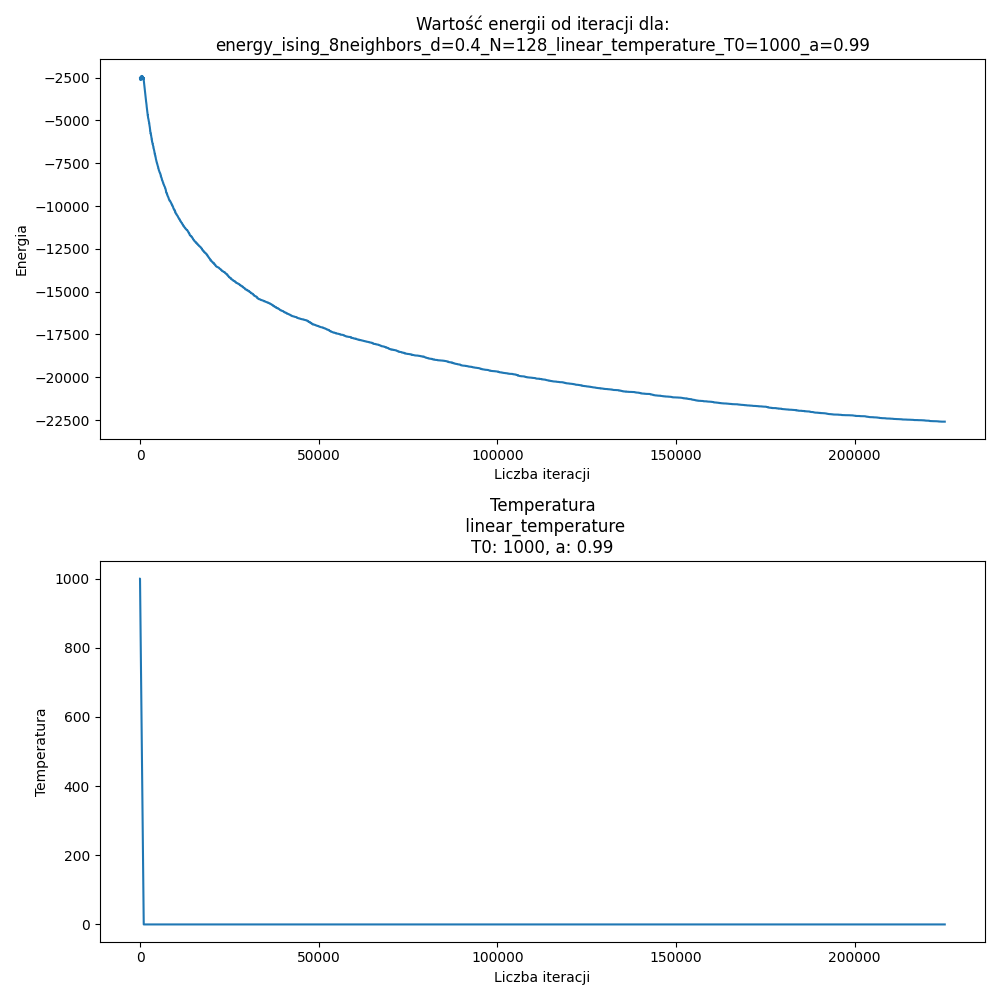 Wartość energii od iteracji dla:
energy_ising_8neighbors_d=0.4_N=128_linear_temperature_T0=1000_a=0.99
−2500
−5000
−7500
−10000
−12500
−15000
−17500
−20000
−22500
Energia
0
50000
100000
150000
200000
Liczba iteracji
Temperatura
linear_temperature
T0: 1000, a: 0.99
1000
800
600
400
200
0
Temperatura
0
50000
100000
150000
200000
Liczba iteracji